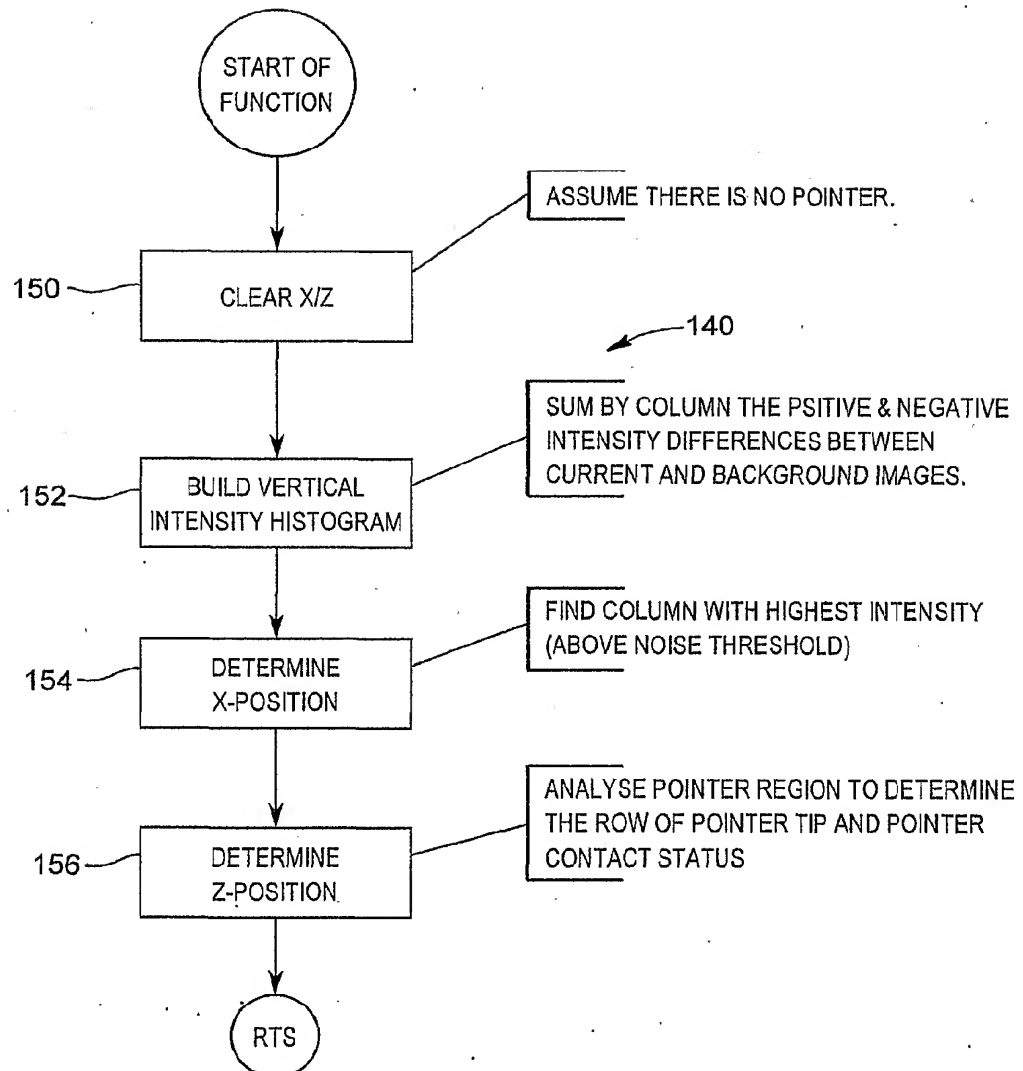 START OF
FUNCTION
ASSUME THERE IS NO POINTER.
150
CLEAR X/Z
140
SUM BY COLUMN THE PSITIVE & NEGATIVE
INTENSITY DIFFERENCES BETWEEN
CURRENT AND BACKGROUND IMAGES.
152
BUILD VERTICAL
INTENSITY HISTOGRAM
FIND COLUMN WITH HIGHEST INTENSITY
(ABOVE NOISE THRESHOLD)
154
DETERMINE
X-POSITION
ANALYSE POINTER REGION TO DETERMINE
THE ROW OF POINTER TIP AND POINTER
CONTACT STATUS
156
DETERMINE
Z-POSITION
RTS